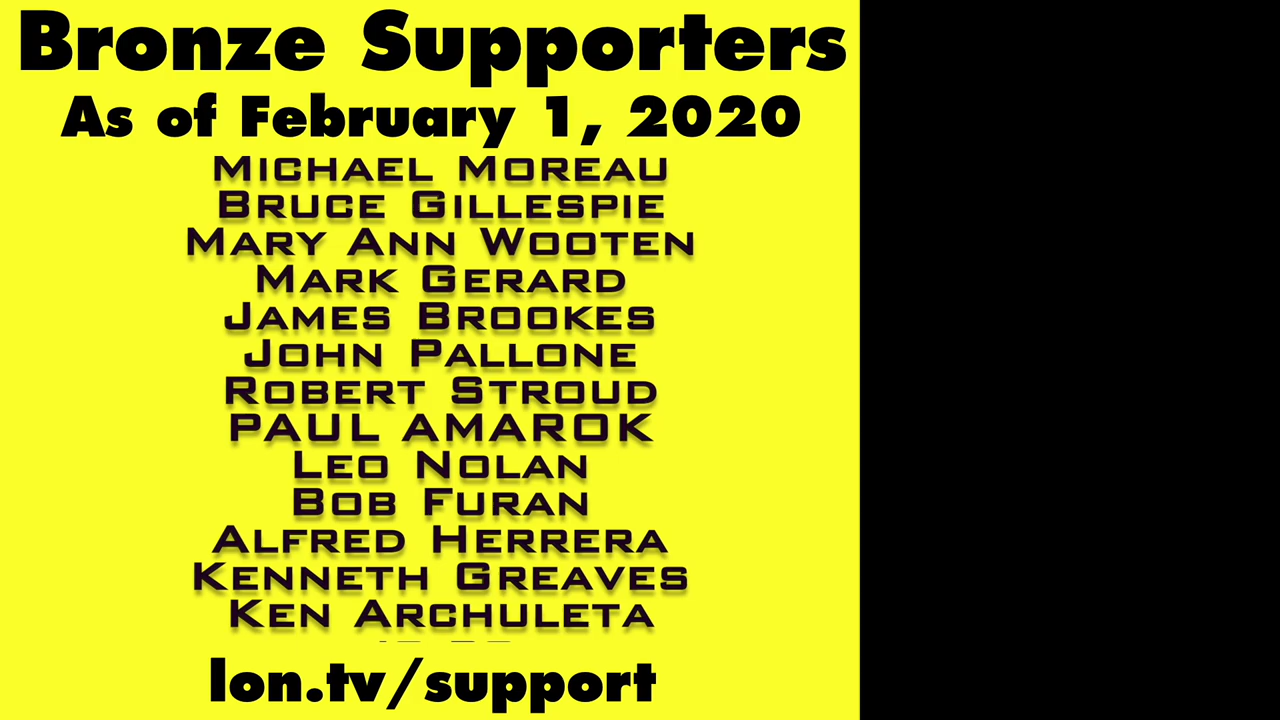 Bronze Supporters
As of February 1, 2020
Michael Moreau
Bruce Gillespie
Mary Ann Wooten
Mark Gerard
James Brookes
John Pallone
Robert Stroud
PAUL AMAROK
Leo Nolan
Bob Furan
Alfred Herrera
Kenneth Greaves
Ken Archuleta
lon.tv/support